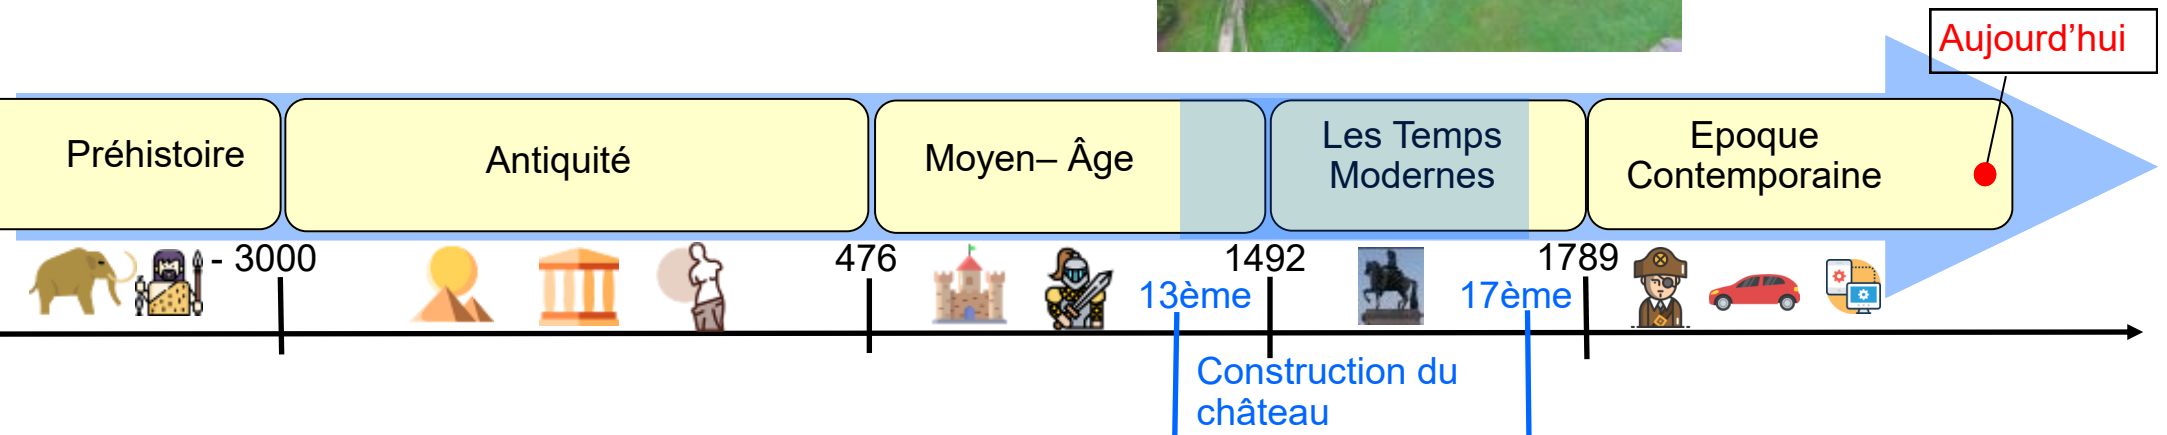 Aujourd'hui
Préhistoire
Antiquité
Moyen– Âge
Les Temps
Modernes
Epoque
Contemporaine
- 3000
476
1492
1789
13ème
17ème
Construction du
château